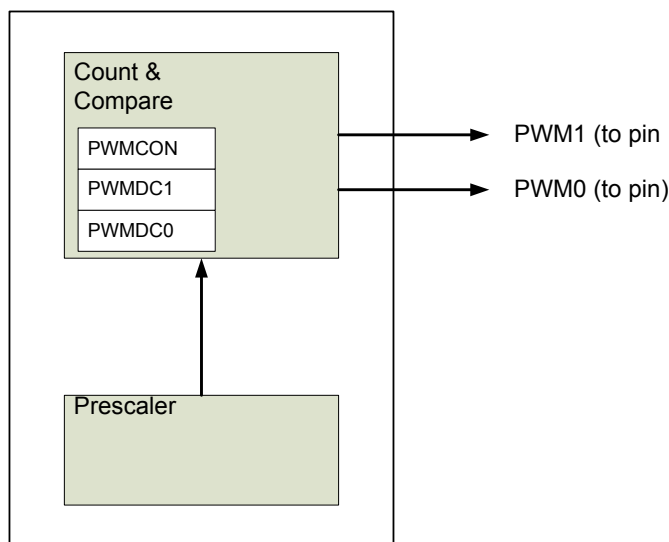 Count &
Compare
PWMCON
PWMDC1
PWMDC0
PWM1 (to pin
PWM0 (to pin)
Prescaler